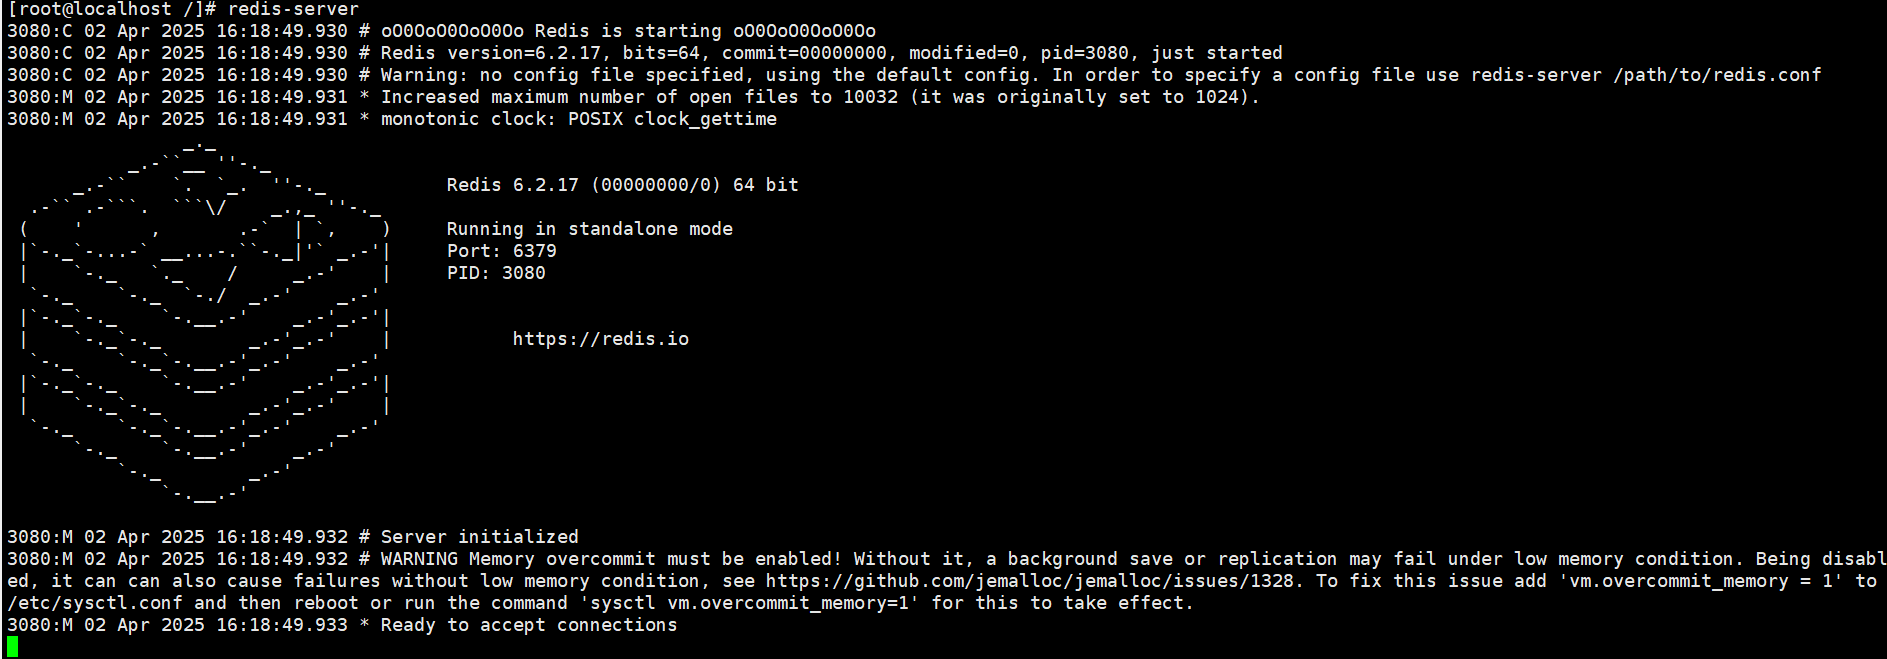 [root@localhost /]# redis-server
3080:C 02 Apr 2025 16:18:49.930 # oO0OoO0OoO0Oo Redis is starting oO0OoO0OoO0Oo
3080:C 02 Apr 2025 16:18:49.930 # Redis version=6.2.17, bits=64, commit=00000000, modified=0, pid=3080, just started
3080:C 02 Apr 2025 16:18:49.930 # Warning: no config file specified, using the default config. In order to specify a config file use redis-server /path/to/redis.conf
3080:M 02 Apr 2025 16:18:49.931 * Increased maximum number of open files to 10032 (it was originally set to 1024).
3080:M 02 Apr 2025 16:18:49.931 * monotonic clock: POSIX clock_gettime
Redis 6.2.17 (00000000/0) 64 bit
Running in standalone mode
Port: 6379
PID: 3080
https://redis.io
3080:M 02 Apr 2025 16:18:49.932 # Server initialized
3080:M 02 Apr 2025 16:18:49.932 # WARNING Memory overcommit must be enabled! Without it, a background save or replication may fail under low memory condition. Being disabl
ed, it can can also cause failures without low memory condition, see https://github.com/jemalloc/jemalloc/issues/1328. To fix this issue add 'vm.overcommit_memory = 1' to
/etc/sysctl.conf and then reboot or run the command 'sysctl vm.overcommit_memory=1' for this to take effect.
3080:M 02 Apr 2025 16:18:49.933 * Ready to accept connections